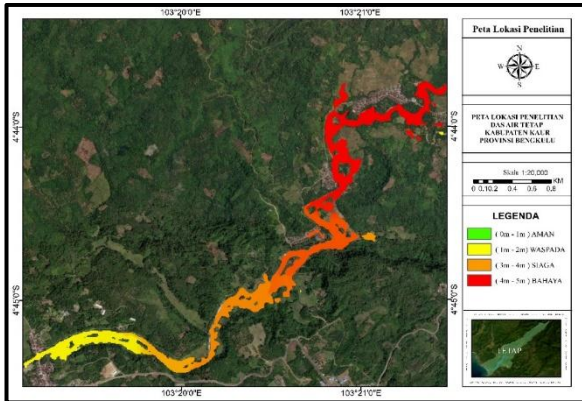 103°20'0"E
103°21'0"E
4°44'0"S
4°44'0"S
4°45'0"S
4°45'0"S
103°20'0"E
103°21'0"E
Peta Lokasi Penelitian
N
W
E
S
PETA LOKASI PENELITIAN
DAS AIR TETAP
KABUPATEN KAUR
PROVINSI BENGKULU
Skala 1:20,000
KM
0 0.1 0.2 0.4 0.6 0.8
LEGENDA
( 0m - 1m ) AMAN
( 1m - 2m) WASPADA
( 3m - 4m) SIAGA
( 4m - 5m) BAHAYA
TETAP